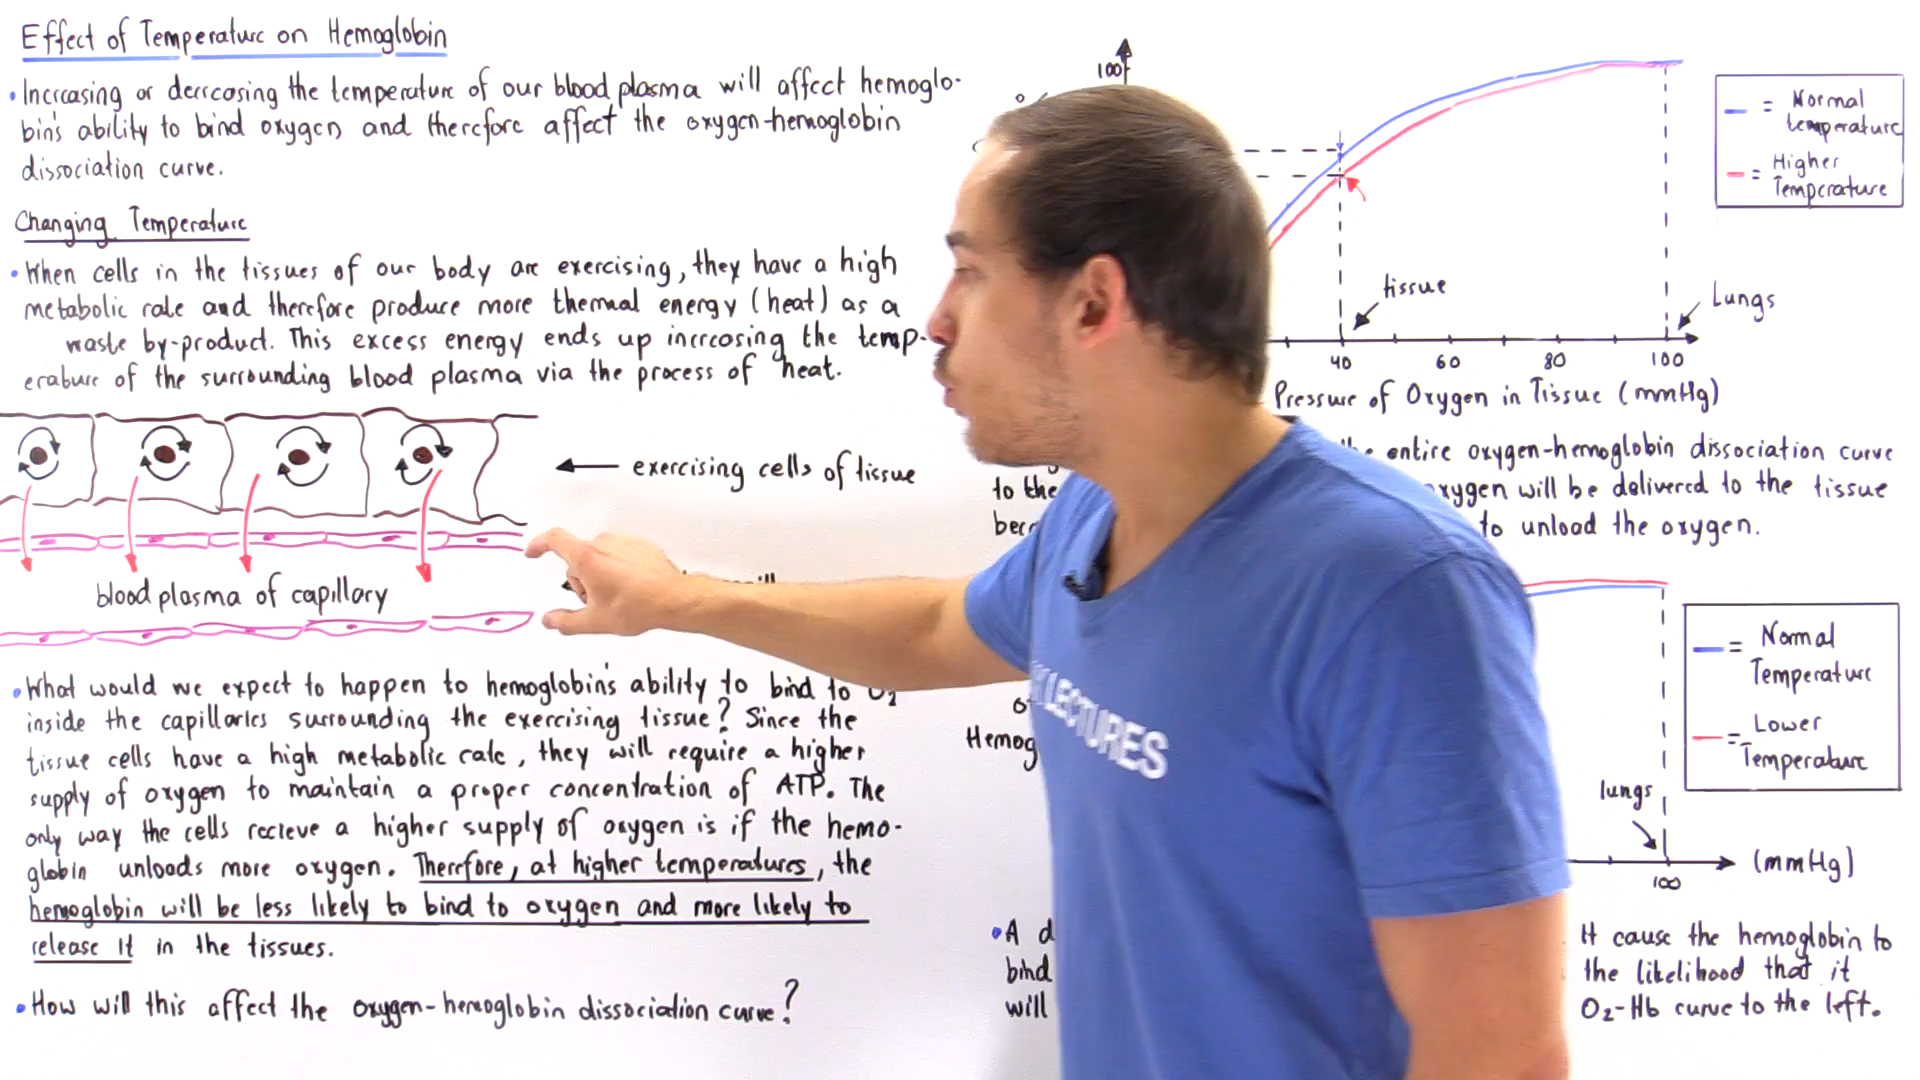 Effect of Temperature on Hemoglobin
• Increasing or decreasing the temperature of our blood plasma will affect hemoglo-
bin's ability to bind oxygen and therefore affect the oxygen-hemoglobin
dissociation curve.
Changing Temperature
• When cells in the tissues of our body are exercising, they have a high
metabolic rate and therefore produce more thermal energy (heat) as a
waste by-product. This excess energy ends up increasing the temp-
erature of the surrounding blood plasma via the process of heat.
exercising cells of tissue
blood plasma of capillary
• What would we expect to happen to hemoglobin's ability to bind to O2
inside the capillaries surrounding the exercising tissue? Since the
tissue cells have a high metabolic rate, they will require a higher
supply of oxygen to maintain a proper concentration of ATP. The
only way the cells recieve a higher supply of oxygen is if the hemo-
globin unloads more oxygen. Therefore, at higher temperatures, the
hemoglobin will be less likely to bind to oxygen and more likely to
release it in the tissues.
• How will this affect the oxygen-hemoglobin dissociation curve?
100
= Normal
temperature
= Higher
Temperature
tissue
Lungs
40 60 80 100
Pressure of Oxygen in Tissue (mmHg)
entire oxygen-hemoglobin dissociation curve
to the
oxygen will be delivered to the tissue
to unload the oxygen.
Hemog
= Normal
Temperature
= Lower
Temperature
lungs
100
(mmHg)
• A d
It cause the hemoglobin to
bind
the likelihood that it
will
O2-Hb curve to the left.
LECTURES